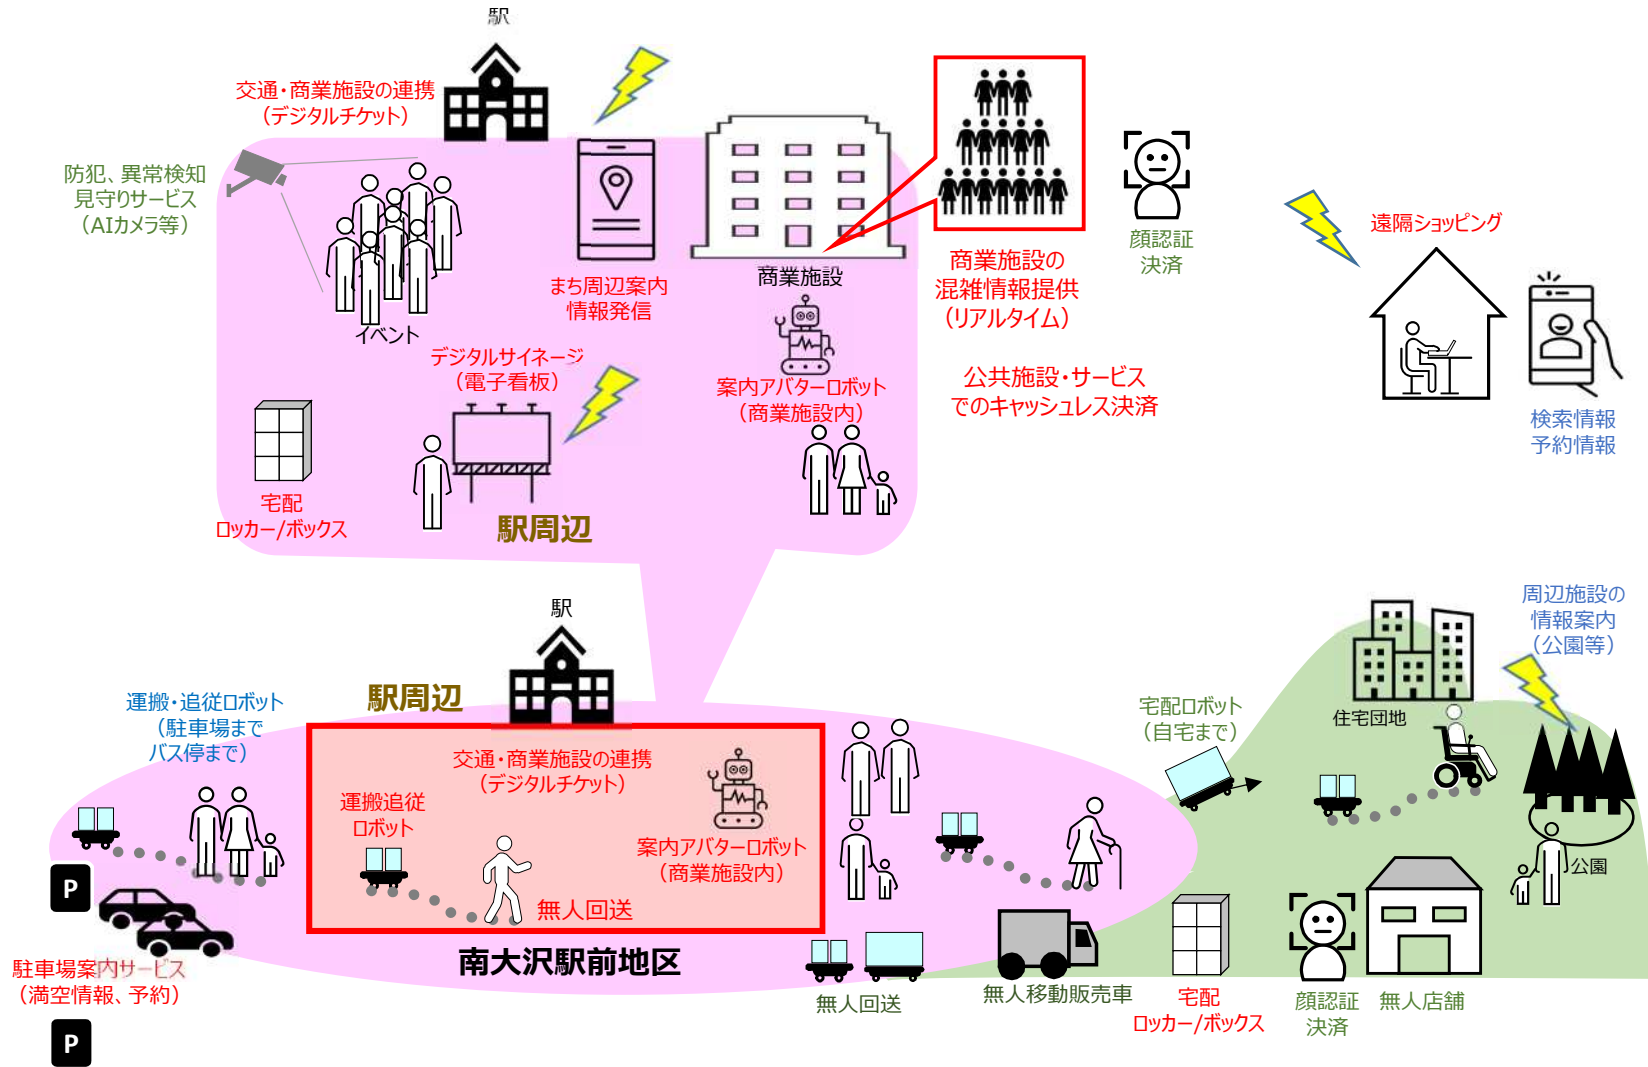 駅
交通・商業施設の連携
（デジタルチケット）
防犯、異常検知
見守りサービス
（AIカメラ等）
イベント
まち周辺案内
情報発信
商業施設
商業施設の
混雑情報提供
（リアルタイム）
顔認証
決済
遠隔ショッピング
検索情報
予約情報
デジタルサイネージ
（電子看板）
案内アバターロボット
（商業施設内）
公共施設・サービス
でのキャッシュレス決済
宅配
ロッカー/ボックス
駅周辺
駅
駅周辺
運搬・追従ロボット
（駐車場まで
バス停まで）
交通・商業施設の連携
（デジタルチケット）
運搬追従
ロボット
案内アバターロボット
（商業施設内）
無人回送
南大沢駅前地区
P
駐車場案内サービス
（満空情報、予約）
P
無人回送
無人移動販売車
宅配ロボット
（自宅まで）
住宅団地
周辺施設の
情報案内
（公園等）
公園
宅配
ロッカー/ボックス
顔認証
決済
無人店舗